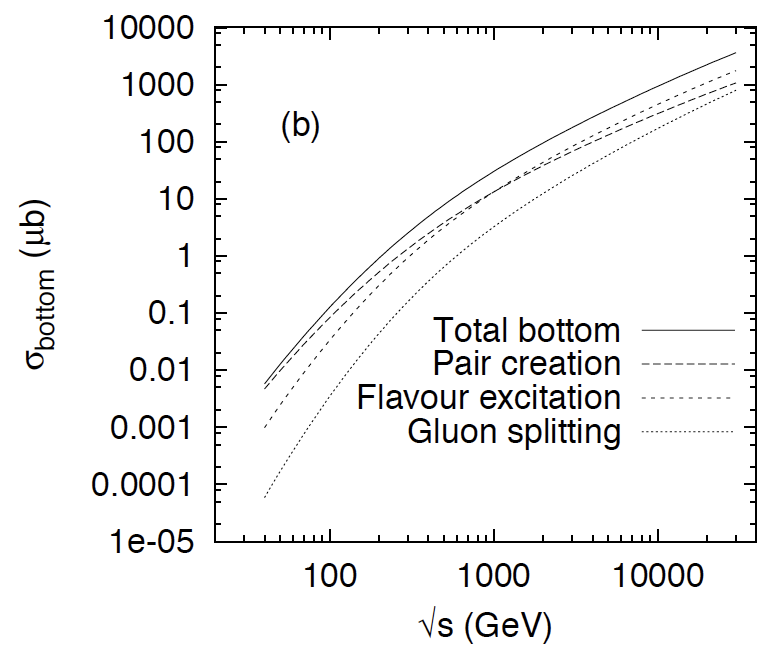 10000
1000
100
10
1
0.1
0.01
0.001
0.0001
1e-05
σbottom (μb)
(b)
Total bottom
Pair creation
Flavour excitation
Gluon splitting
100 1000 10000
√s (GeV)